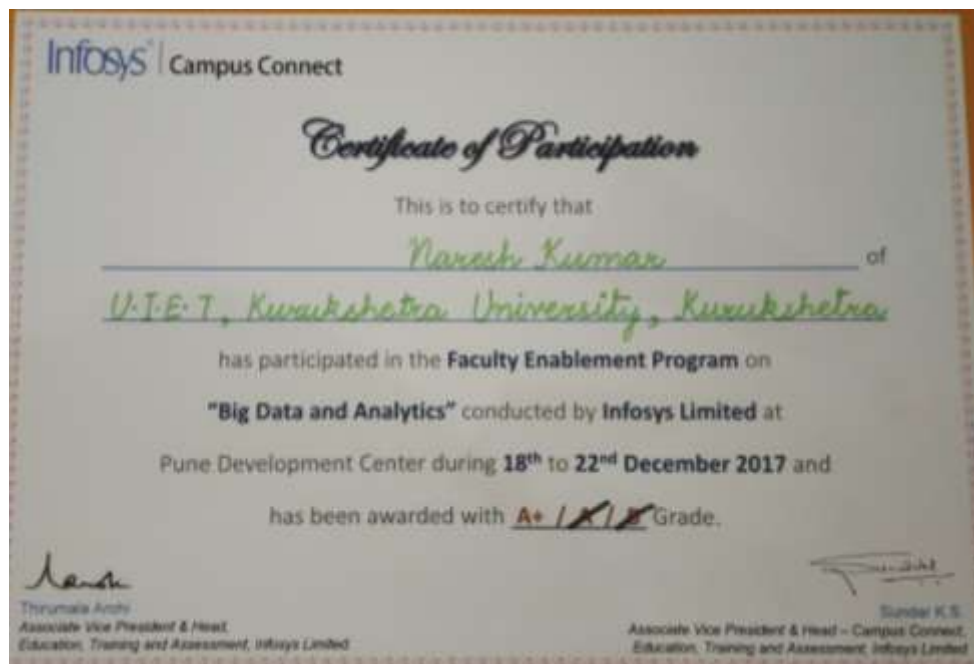 Infosys | Campus Connect
Certificate of Participation
This is to certify that
Naresh Kumar of
U.I.E.T, Kurukshetra University, Kurukshetra
has participated in the Faculty Enablement Program on
"Big Data and Analytics" conducted by Infosys Limited at
Pune Development Center during 18th to 22nd December 2017 and
has been awarded with A+ / A / B Grade.
Thirumala Arohi
Associate Vice President & Head,
Education, Training and Assessment, Infosys Limited
Sundar K.S.
Associate Vice President & Head – Campus Connect,
Education, Training and Assessment, Infosys Limited